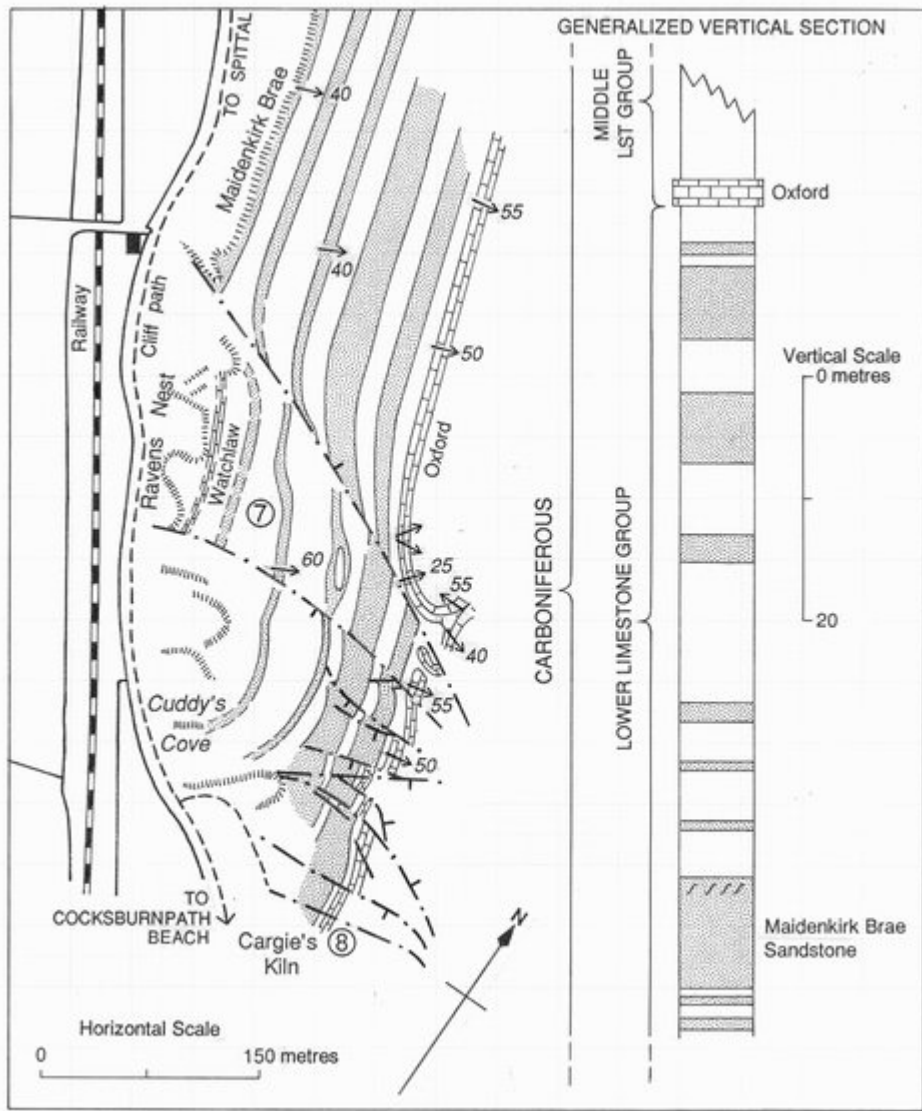 GENERALIZED VERTICAL SECTION
TO SPITTAL
Maidenkirk Brae
40
MIDDLE
LST GROUP
Oxford
55
40
Railway
Cliff path
50
Vertical Scale
0 metres
Ravens Nest
Watchlaw
Oxford
7
60
25
55
20
40
CARBONIFEROUS
LOWER LIMESTONE GROUP
55
Cuddy's
Cove
50
TO
COCKSBURNPATH
BEACH
Cargie's
Kiln
8
N
Maidenkirk Brae
Sandstone
Horizontal Scale
0
150 metres